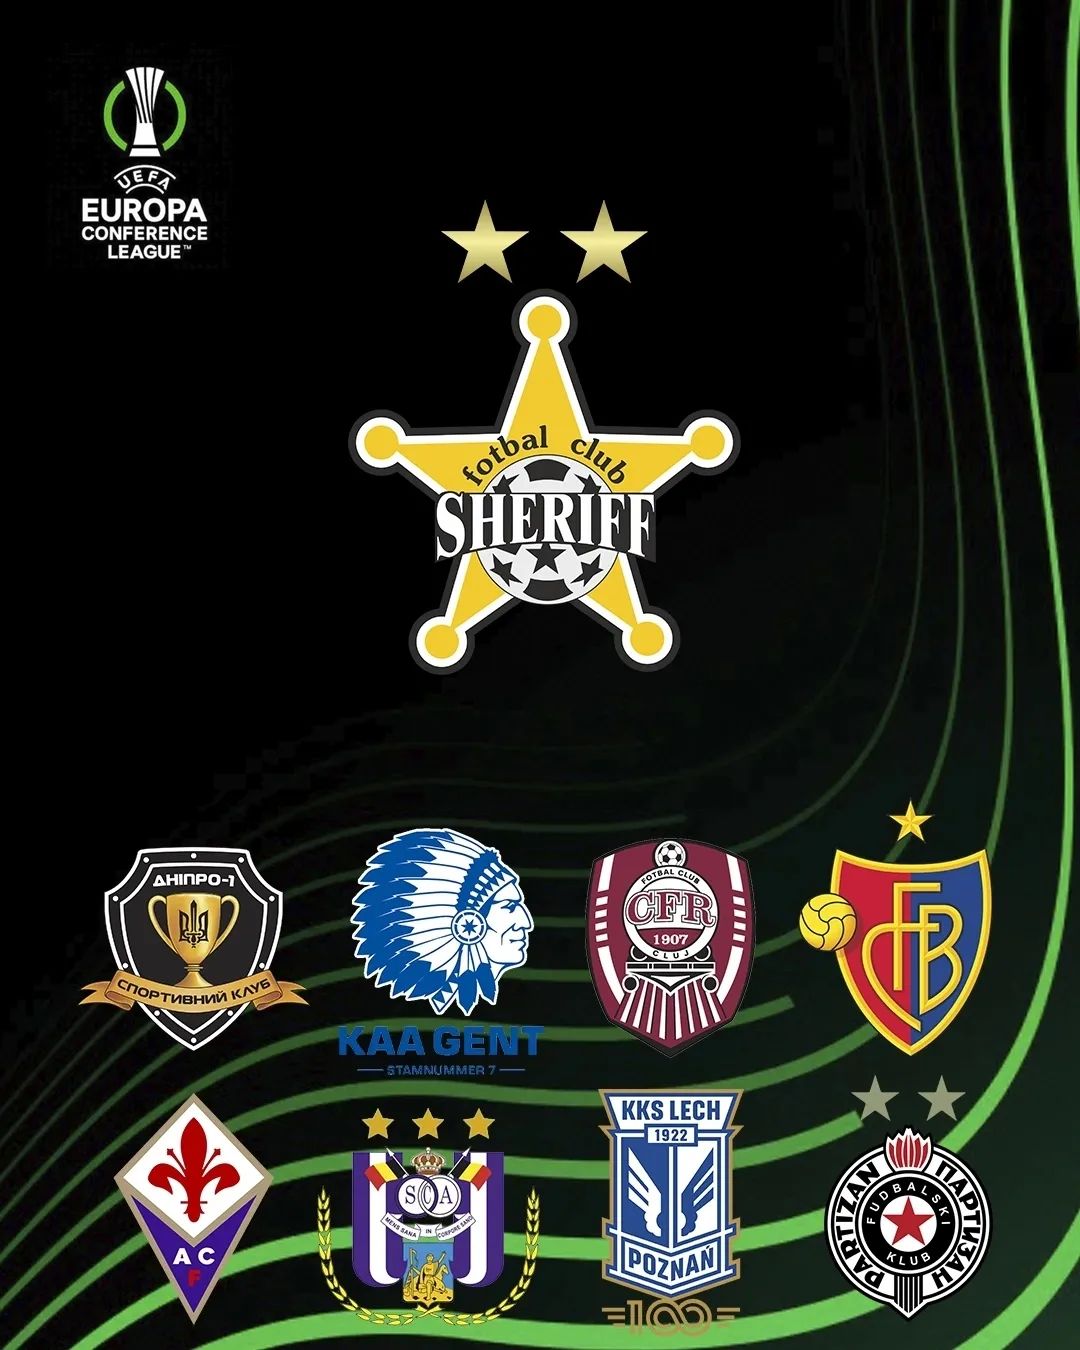 UEFA
EUROPA
CONFERENCE
LEAGUE™
fotbal club
SHERIFF
ДНІПРО-1
СПОРТИВНИЙ КЛУБ
KAA GENT
STAMNUMMER 7
FOTBAL CLUB
CFR
1907
CLUJ
FCB
AC
F
SCA
MENS SANA IN CORPORE SANO
KKS LECH
1922
POZNAŃ
100
PARTIZAN ПАРТИЗАН
FUDBALSKI
KLUB